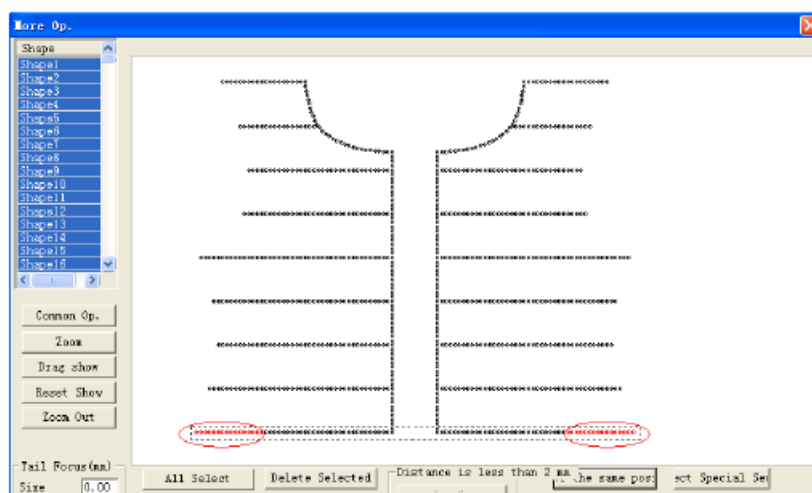 More Op.
Shape
Shape1
Shape2
Shape3
Shape4
Shape5
Shape6
Shape7
Shape8
Shape9
Shape10
Shape11
Shape12
Shape13
Shape14
Shape15
Shape16
Common Op.
Zoom
Drag show
Reset Show
Zoom Out
Tail Focus(mm)
Size 0.00
All Select
Delete Selected
Distance is less than 2 mm
the same pos
ect Special Se